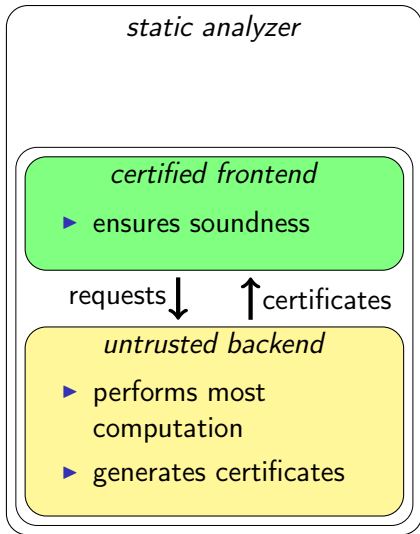 static analyzer
certified frontend
▶ ensures soundness
requests
certificates
untrusted backend
▶ performs most
computation
▶ generates certificates